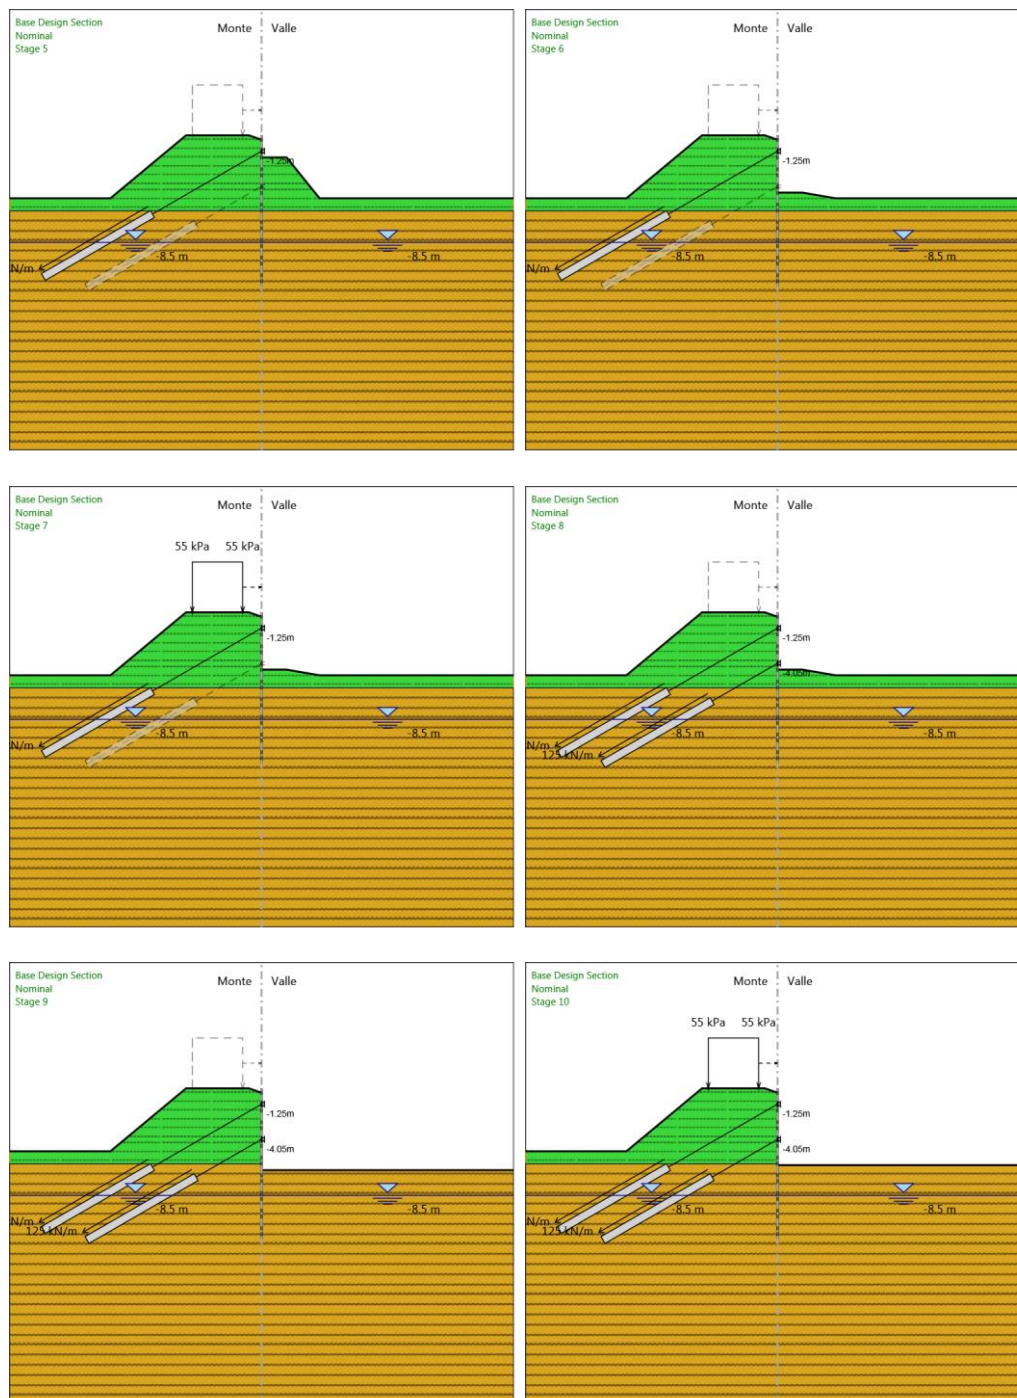 Base Design Section
Nominal
Stage 5
Monte
Valle
-1.25m
-8.5 m
-8.5 m
N/m
Base Design Section
Nominal
Stage 6
Monte
Valle
-1.25m
-8.5 m
-8.5 m
N/m
Base Design Section
Nominal
Stage 7
Monte
Valle
55 kPa
55 kPa
-1.25m
-8.5 m
-8.5 m
N/m
Base Design Section
Nominal
Stage 8
Monte
Valle
-1.25m
-4.05m
-8.5 m
-8.5 m
N/m
125 kN/m
Base Design Section
Nominal
Stage 9
Monte
Valle
-1.25m
-4.05m
-8.5 m
-8.5 m
N/m
125 kN/m
Base Design Section
Nominal
Stage 10
Monte
Valle
55 kPa
55 kPa
-1.25m
-4.05m
-8.5 m
-8.5 m
N/m
125 kN/m